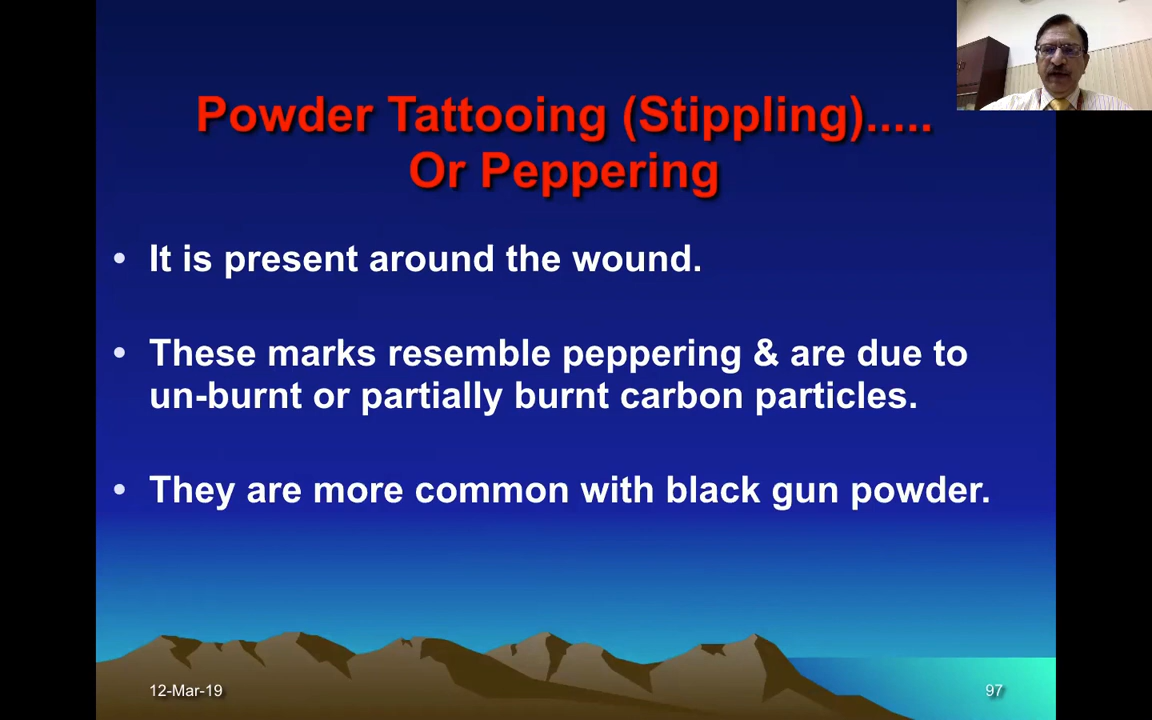 Powder Tattooing (Stippling).....
Or Peppering
• It is present around the wound.
• These marks resemble peppering & are due to
un-burnt or partially burnt carbon particles.
• They are more common with black gun powder.
12-Mar-19
97